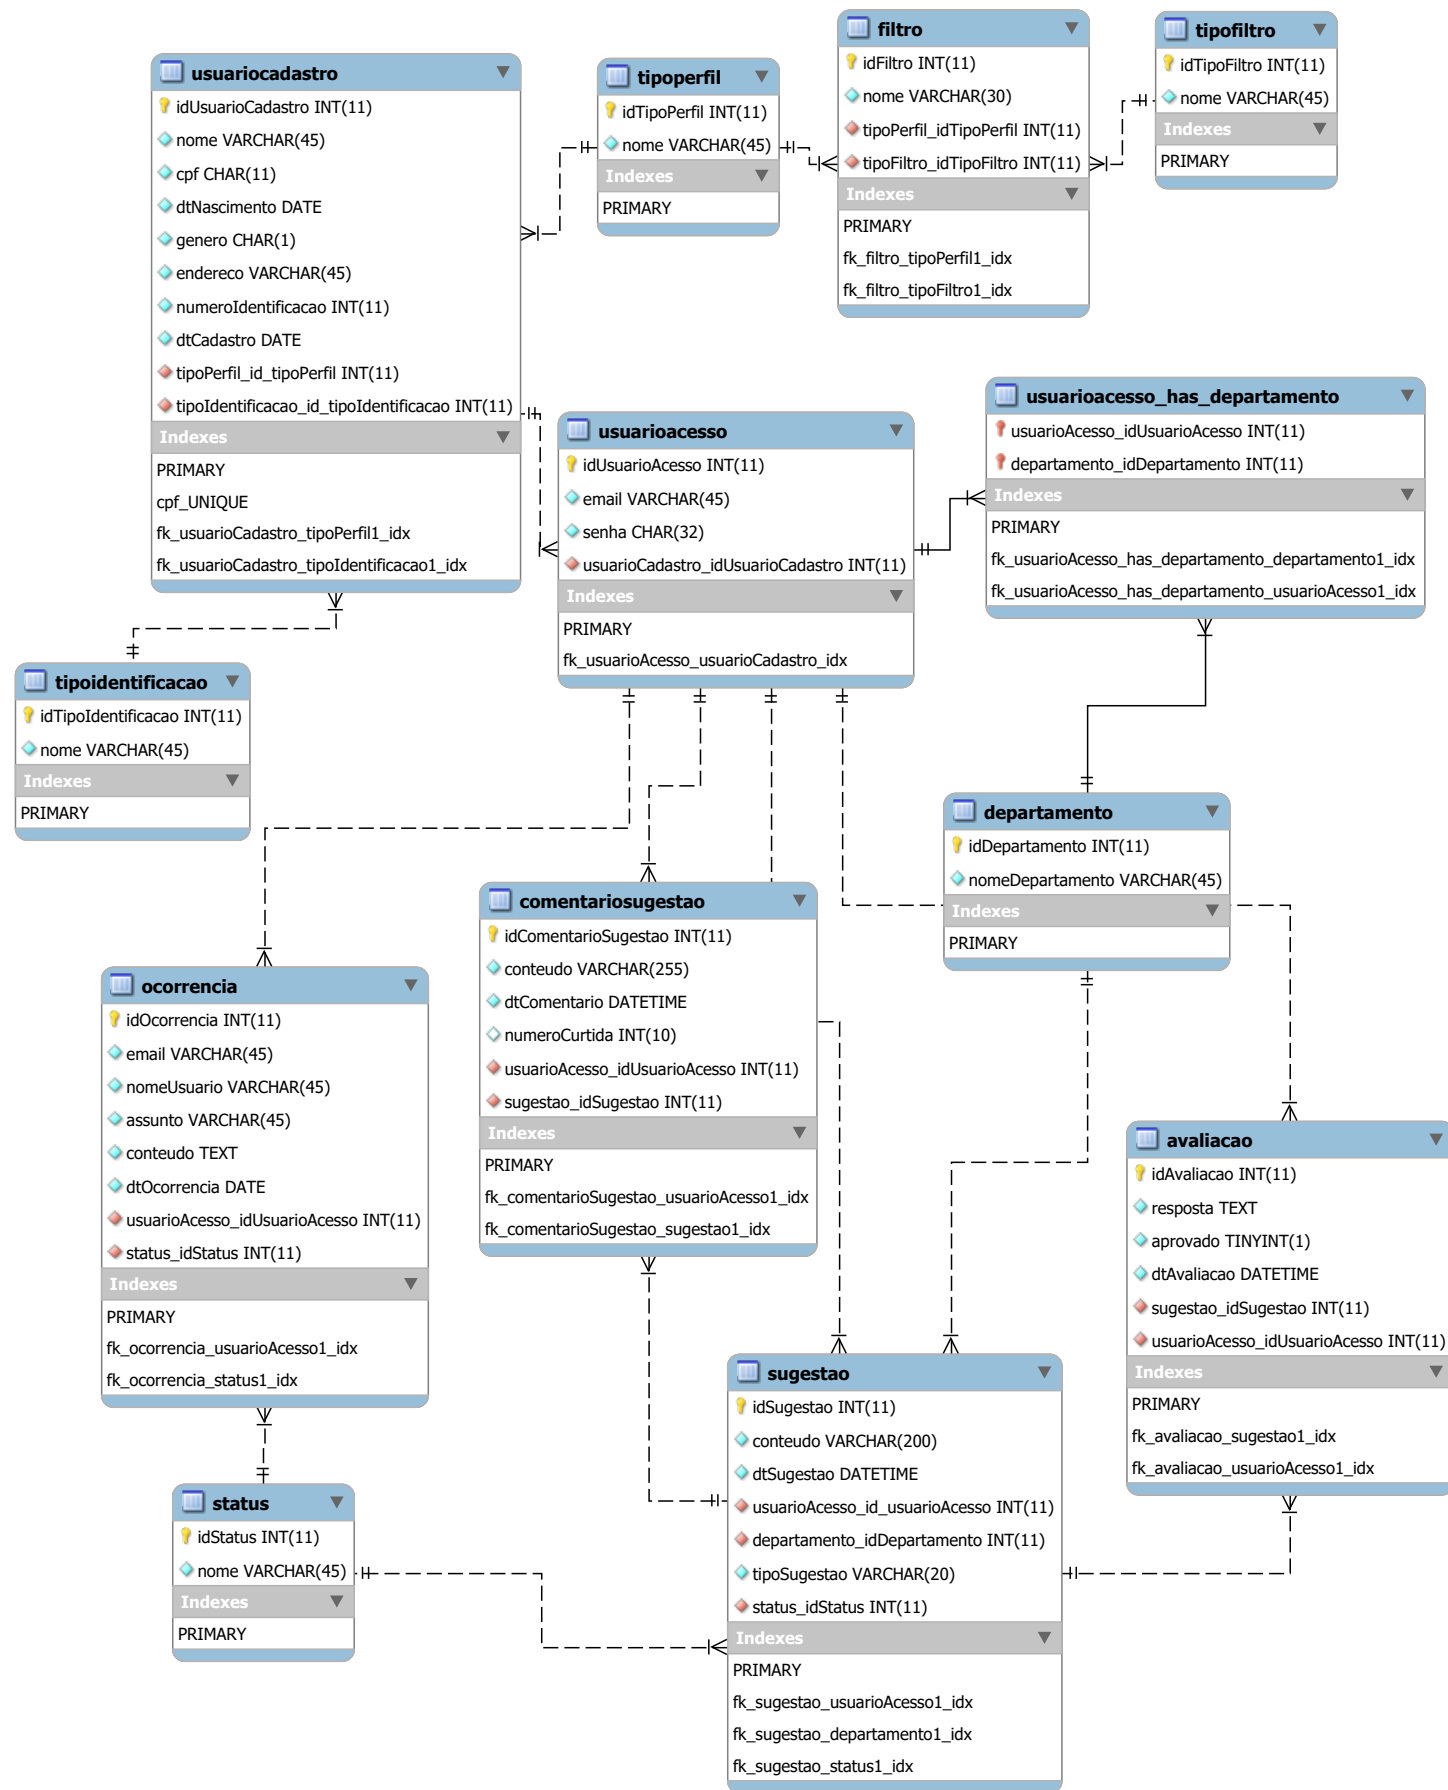 usuariocadastro
idUsuarioCadastro INT(11)
nome VARCHAR(45)
cpf CHAR(11)
dtNascimento DATE
genero CHAR(1)
endereco VARCHAR(45)
numeroIdentificacao INT(11)
dtCadastro DATE
tipoPerfil_id_tipoPerfil INT(11)
tipoIdentificacao_id_tipoIdentificacao INT(11)
Indexes
PRIMARY
cpf_UNIQUE
fk_usuarioCadastro_tipoPerfil1_idx
fk_usuarioCadastro_tipoIdentificacao1_idx
tipoperfil
idTipoPerfil INT(11)
nome VARCHAR(45)
Indexes
PRIMARY
filtro
idFiltro INT(11)
nome VARCHAR(30)
tipoPerfil_idTipoPerfil INT(11)
tipoFiltro_idTipoFiltro INT(11)
Indexes
PRIMARY
fk_filtro_tipoPerfil1_idx
fk_filtro_tipoFiltro1_idx
tipofiltro
idTipoFiltro INT(11)
nome VARCHAR(45)
Indexes
PRIMARY
usuarioacesso
idUsuarioAcesso INT(11)
email VARCHAR(45)
senha CHAR(32)
usuarioCadastro_idUsuarioCadastro INT(11)
Indexes
PRIMARY
fk_usuarioAcesso_usuarioCadastro_idx
usuarioacesso_has_departamento
usuarioAcesso_idUsuarioAcesso INT(11)
departamento_idDepartamento INT(11)
Indexes
PRIMARY
fk_usuarioAcesso_has_departamento_departamento1_idx
fk_usuarioAcesso_has_departamento_usuarioAcesso1_idx
tipoidentificacao
idTipoIdentificacao INT(11)
nome VARCHAR(45)
Indexes
PRIMARY
departamento
idDepartamento INT(11)
nomeDepartamento VARCHAR(45)
Indexes
PRIMARY
comentariosugestao
idComentarioSugestao INT(11)
conteudo VARCHAR(255)
dtComentario DATETIME
numeroCurtida INT(10)
usuarioAcesso_idUsuarioAcesso INT(11)
sugestao_idSugestao INT(11)
Indexes
PRIMARY
fk_comentarioSugestao_usuarioAcesso1_idx
fk_comentarioSugestao_sugestao1_idx
ocorrencia
idOcorrencia INT(11)
email VARCHAR(45)
nomeUsuario VARCHAR(45)
assunto VARCHAR(45)
conteudo TEXT
dtOcorrencia DATE
usuarioAcesso_idUsuarioAcesso INT(11)
status_idStatus INT(11)
Indexes
PRIMARY
fk_ocorrencia_usuarioAcesso1_idx
fk_ocorrencia_status1_idx
avaliacao
idAvaliacao INT(11)
resposta TEXT
aprovado TINYINT(1)
dtAvaliacao DATETIME
sugestao_idSugestao INT(11)
usuarioAcesso_idUsuarioAcesso INT(11)
Indexes
PRIMARY
fk_avaliacao_sugestao1_idx
fk_avaliacao_usuarioAcesso1_idx
sugestao
idSugestao INT(11)
conteudo VARCHAR(200)
dtSugestao DATETIME
usuarioAcesso_id_usuarioAcesso INT(11)
departamento_idDepartamento INT(11)
tipoSugestao VARCHAR(20)
status_idStatus INT(11)
Indexes
PRIMARY
fk_sugestao_usuarioAcesso1_idx
fk_sugestao_departamento1_idx
fk_sugestao_status1_idx
status
idStatus INT(11)
nome VARCHAR(45)
Indexes
PRIMARY